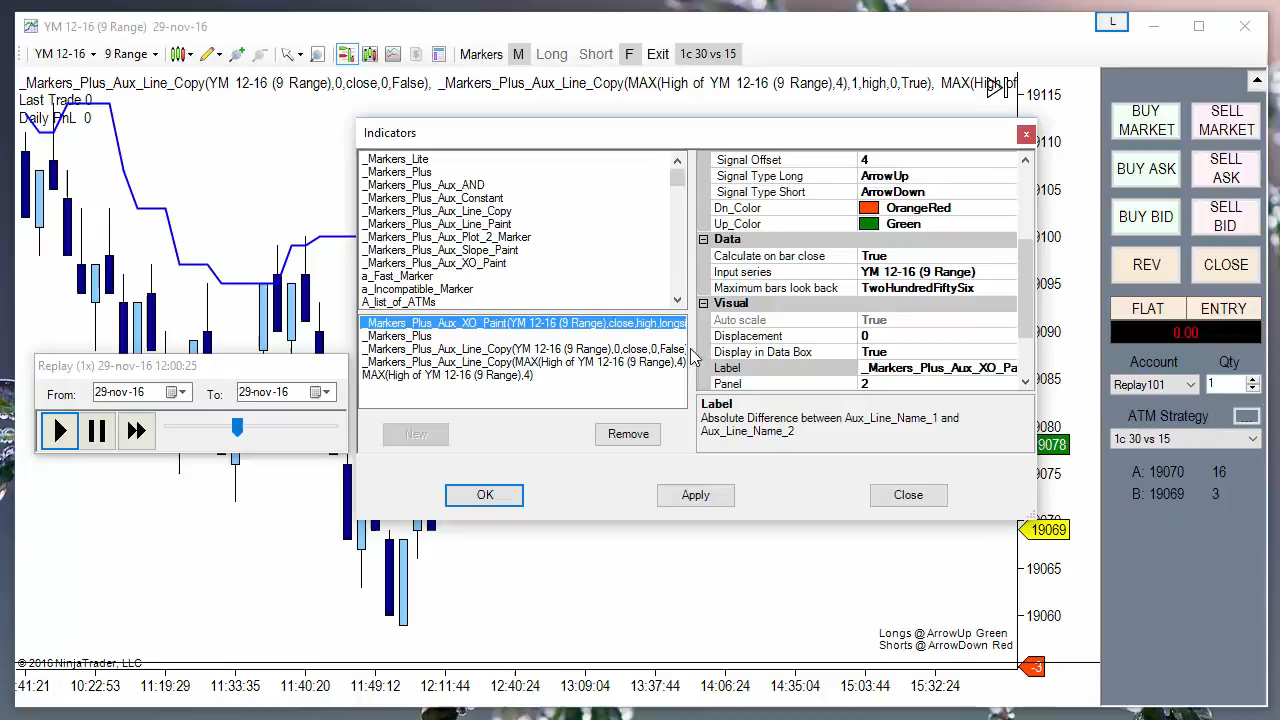 YM 12-16 (9 Range)  29-nov-16
L
YM 12-16
9 Range
Markers
M
Long
Short
F
Exit
1c 30 vs 15
_Markers_Plus_Aux_Line_Copy(YM 12-16 (9 Range),0,close,0,False), _Markers_Plus_Aux_Line_Copy(MAX(High of YM 12-16 (9 Range),4),1,high,0,True), MAX(High of
Last Trade 0
Daily PnL  0
Indicators
_Markers_Lite
_Markers_Plus
_Markers_Plus_Aux_AND
_Markers_Plus_Aux_Constant
_Markers_Plus_Aux_Line_Copy
_Markers_Plus_Aux_Line_Paint
_Markers_Plus_Aux_Plot_2_Marker
_Markers_Plus_Aux_Slope_Paint
_Markers_Plus_Aux_XO_Paint
a_Fast_Marker
a_Incompatible_Marker
A_list_of_ATMs
_Markers_Plus_Aux_XO_Paint(YM 12-16 (9 Range),close,high,longs
_Markers_Plus
_Markers_Plus_Aux_Line_Copy(YM 12-16 (9 Range),0,close,0,False)
_Markers_Plus_Aux_Line_Copy(MAX(High of YM 12-16 (9 Range),4)
MAX(High of YM 12-16 (9 Range),4)
New
Remove
Signal Offset 4
Signal Type Long ArrowUp
Signal Type Short ArrowDown
Dn_Color OrangeRed
Up_Color Green
Data
Calculate on bar close True
Input series YM 12-16 (9 Range)
Maximum bars look back TwoHundredFiftySix
Visual
Auto scale True
Displacement 0
Display in Data Box True
Label _Markers_Plus_Aux_XO_Pa
Panel 2
Label
Absolute Difference between Aux_Line_Name_1 and
Aux_Line_Name_2
OK
Apply
Close
Replay (1x) 29-nov-16 12:00:25
From: 29-nov-16
To: 29-nov-16
19115
19110
19105
19100
19095
19090
19085
19080
19078
19075
19070
19069
19065
19060
-3
Longs @ ArrowUp Green
Shorts @ ArrowDown Red
© 2016 NinjaTrader, LLC
:41:21
10:22:53
11:19:29
11:33:35
11:40:20
11:49:12
12:11:44
12:40:24
13:09:04
13:37:44
14:06:24
14:35:04
15:03:44
15:32:24
BUY MARKET
SELL MARKET
BUY ASK
SELL ASK
BUY BID
SELL BID
REV
CLOSE
FLAT
ENTRY
0.00
Account
Qty
Replay101
1
ATM Strategy
1c 30 vs 15
A: 19070 16
B: 19069 3